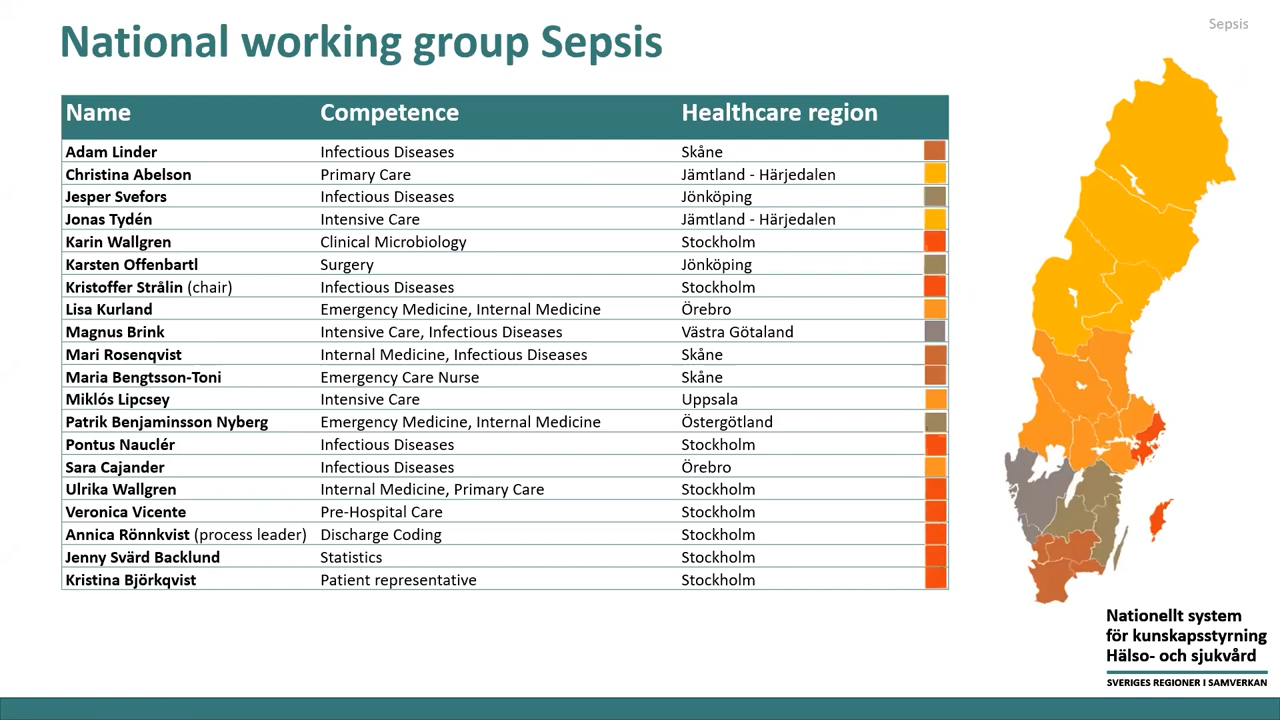 Sepsis
National working group Sepsis
Name Competence Healthcare region
Adam Linder Infectious Diseases Skåne
Christina Abelson Primary Care Jämtland - Härjedalen
Jesper Svefors Infectious Diseases Jönköping
Jonas Tydén Intensive Care Jämtland - Härjedalen
Karin Wallgren Clinical Microbiology Stockholm
Karsten Offenbartl Surgery Jönköping
Kristoffer Strålin (chair) Infectious Diseases Stockholm
Lisa Kurland Emergency Medicine, Internal Medicine Örebro
Magnus Brink Intensive Care, Infectious Diseases Västra Götaland
Mari Rosenqvist Internal Medicine, Infectious Diseases Skåne
Maria Bengtsson-Toni Emergency Care Nurse Skåne
Miklós Lipcsey Intensive Care Uppsala
Patrik Benjaminsson Nyberg Emergency Medicine, Internal Medicine Östergötland
Pontus Nauclér Infectious Diseases Stockholm
Sara Cajander Infectious Diseases Örebro
Ulrika Wallgren Internal Medicine, Primary Care Stockholm
Veronica Vicente Pre-Hospital Care Stockholm
Annica Rönnkvist (process leader) Discharge Coding Stockholm
Jenny Svärd Backlund Statistics Stockholm
Kristina Björkqvist Patient representative Stockholm
Nationellt system
för kunskapsstyrning
Hälso- och sjukvård
SVERIGES REGIONER I SAMVERKAN